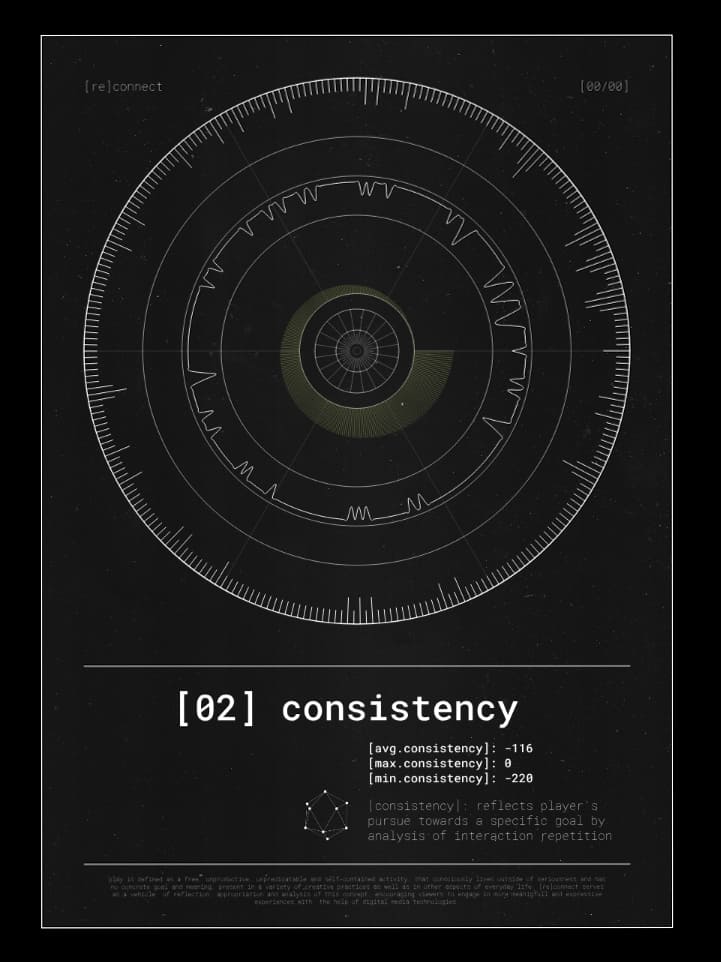 [re]connect
[00/00]
[02] consistency
[avg.consistency]: -116
[max.consistency]: 0
[min.consistency]: -220
|consistency|: reflects player's
pursue towards a specific goal by
analysis of interaction repetition
play is defined as a free, unproductive, unpredicatable and self-contained activity, that conciously lives outside of seriousness and has
no concrete goal and meaning, present in a variety of creative practices as well as in other aspects of everyday life. [re]connect serves
as a vehicle of reflection, appropriation and analysis of this concept, encouraging viewers to engage in more meanigfull and expressive
experiences with the help of digital media technologies.